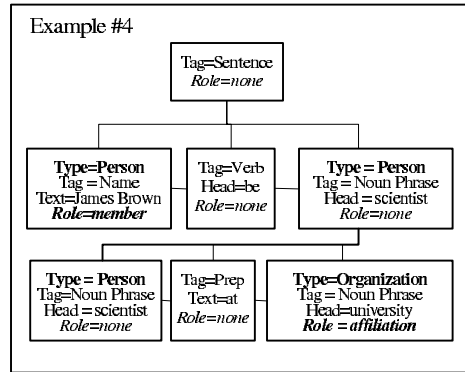 Example #4
Tag=Sentence
Role=none
Type=Person
Tag = Name
Text=James Brown
Role=member
Tag=Verb
Head=be
Role=none
Type = Person
Tag = Noun Phrase
Head = scientist
Role=none
Type = Person
Tag=Noun Phrase
Head = scientist
Role=none
Tag=Prep
Text=at
Role=none
Type=Organization
Tag = Noun Phrase
Head=university
Role = affiliation